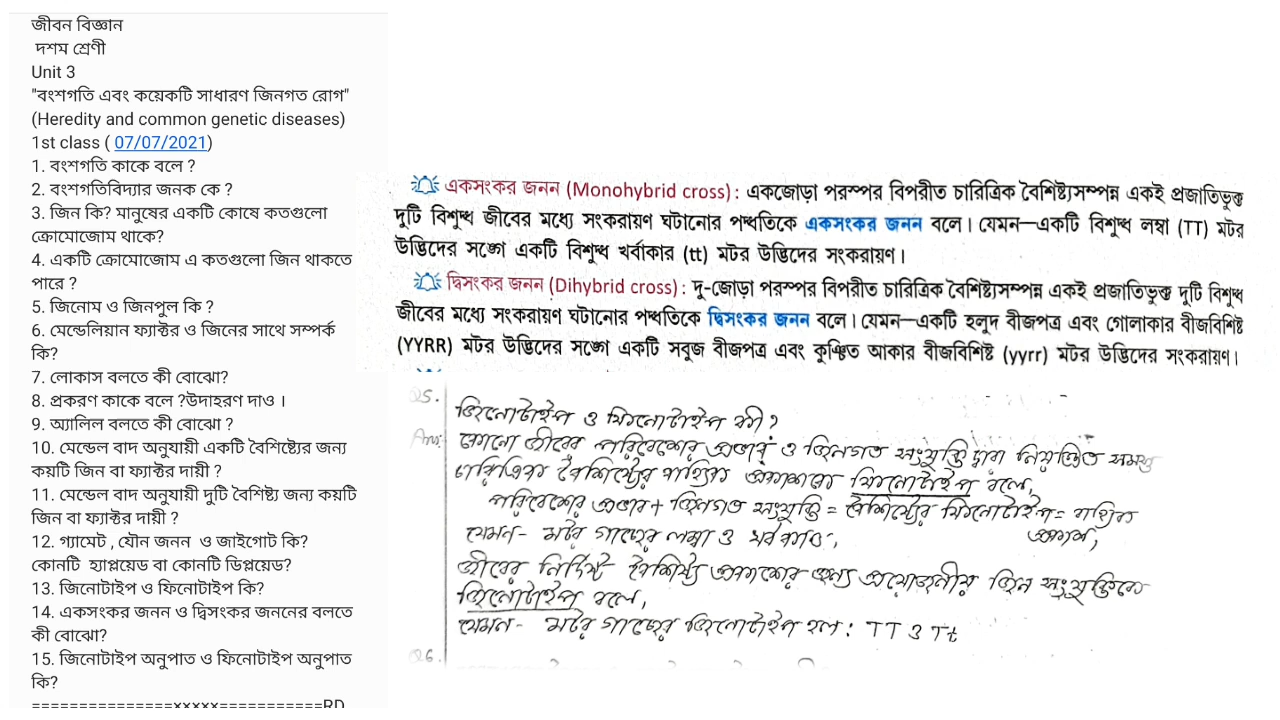 জীবন বিজ্ঞান
দশম শ্রেণী
Unit 3
"বংশগতি এবং কয়েকটি সাধারণ জিনগত রোগ"
(Heredity and common genetic diseases)
1st class ( 07/07/2021)
1. বংশগতি কাকে বলে ?
2. বংশগতিবিদ্যার জনক কে ?
3. জিন কি? মানুষের একটি কোষে কতগুলো
ক্রোমোজোম থাকে?
4. একটি ক্রোমোজোম এ কতগুলো জিন থাকতে
পারে ?
5. জিনোম ও জিনপুল কি ?
6. মেন্ডেলিয়ান ফ্যাক্টর ও জিনের সাথে সম্পর্ক
কি?
7. লোকাস বলতে কী বোঝো?
8. প্রকরণ কাকে বলে ?উদাহরণ দাও ।
9. অ্যালিল বলতে কী বোঝো ?
10. মেন্ডেল বাদ অনুযায়ী একটি বৈশিষ্ট্যের জন্য
কয়টি জিন বা ফ্যাক্টর দায়ী ?
11. মেন্ডেল বাদ অনুযায়ী দুটি বৈশিষ্ট্য জন্য কয়টি
জিন বা ফ্যাক্টর দায়ী ?
12. গ্যামেট , যৌন জনন ও জাইগোট কি?
কোনটি হ্যাপ্লয়েড বা কোনটি ডিপ্লয়েড?
13. জিনোটাইপ ও ফিনোটাইপ কি?
14. একসংকর জনন ও দ্বিসংকর জননের বলতে
কী বোঝো?
15. জিনোটাইপ অনুপাত ও ফিনোটাইপ অনুপাত
কি?
================xxxxx============RD
একসংকর জনন (Monohybrid cross) : একজোড়া পরস্পর বিপরীত চারিত্রিক বৈশিষ্ট্যসম্পন্ন একই প্রজাতিভুক্ত
দুটি বিশুদ্ধ জীবের মধ্যে সংকরায়ণ ঘটানোর পদ্ধতিকে একসংকর জনন বলে। যেমন—একটি বিশুদ্ধ লম্বা (TT) মটর
উদ্ভিদের সঙ্গে একটি বিশুদ্ধ খর্বাকার (tt) মটর উদ্ভিদের সংকরায়ণ।
দ্বিসংকর জনন (Dihybrid cross) : দু-জোড়া পরস্পর বিপরীত চারিত্রিক বৈশিষ্ট্যসম্পন্ন একই প্রজাতিভুক্ত দুটি বিশুদ্ধ
জীবের মধ্যে সংকরায়ণ ঘটানোর পদ্ধতিকে দ্বিসংকর জনন বলে। যেমন—একটি হলুদ বীজপত্র এবং গোলাকার বীজবিশিষ্ট
(YYRR) মটর উদ্ভিদের সঙ্গে একটি সবুজ বীজপত্র এবং কুঞ্চিত আকার বীজবিশিষ্ট (yyrr) মটর উদ্ভিদের সংকরায়ণ।
Q5. জিনোটাইপ ও ফিনোটাইপ কী?
Ans: কোনো জীবের পরিবেশের প্রভাব ও জিনগত সংযুক্তি দ্বারা নিয়ন্ত্রিত সমস্ত
চারিত্রিক বৈশিষ্ট্যের বাহ্যিক প্রকাশকে ফিনোটাইপ বলে,
পরিবেশের প্রভাব + জিনগত সংযুক্তি = বৈশিষ্ট্যের ফিনোটাইপ = বাহ্যিক
প্রকাশ,
যেমন- মটর গাছের লম্বা ও খর্বকার,
জীবের নির্দিষ্ট বৈশিষ্ট্য প্রকাশের জন্য প্রয়োজনীয় জিন সংযুক্তিকে
জিনোটাইপ বলে,
যেমন- মটর গাছের জিনোটাইপ হল : TT ও Tt
Q6.